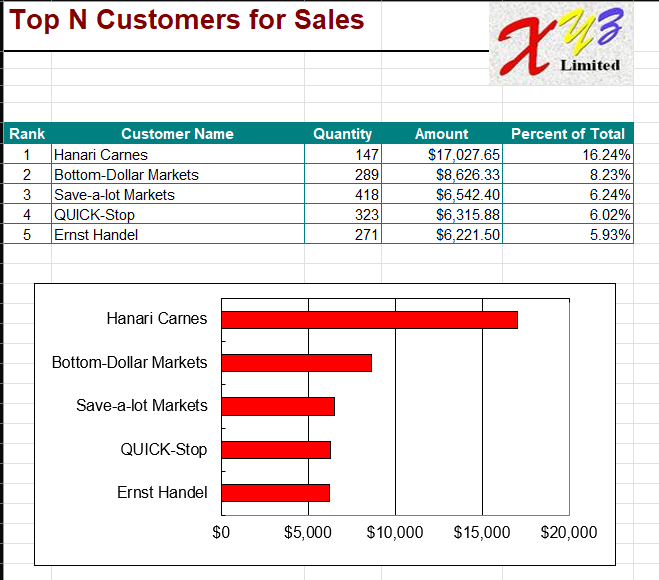 Top N Customers for Sales
XYZ
Limited
Rank Customer Name Quantity Amount Percent of Total
1 Hanari Carnes 147 $17,027.65 16.24%
2 Bottom-Dollar Markets 289 $8,626.33 8.23%
3 Save-a-lot Markets 418 $6,542.40 6.24%
4 QUICK-Stop 323 $6,315.88 6.02%
5 Ernst Handel 271 $6,221.50 5.93%
Hanari Carnes
Bottom-Dollar Markets
Save-a-lot Markets
QUICK-Stop
Ernst Handel
$0 $5,000 $10,000 $15,000 $20,000